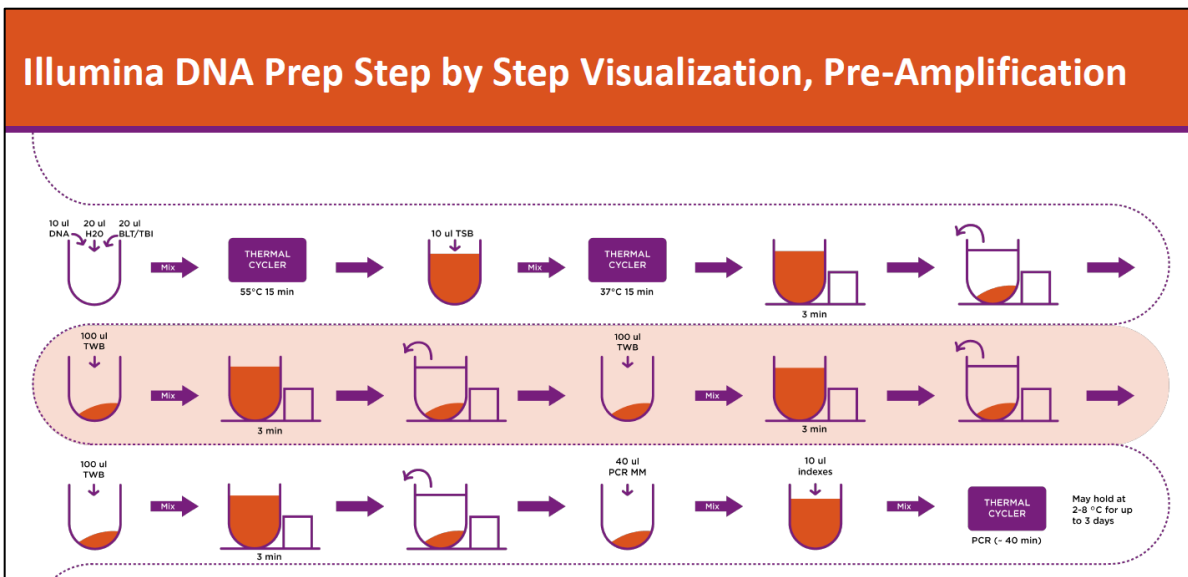 Illumina DNA Prep Step by Step Visualization, Pre-Amplification
10 ul
DNA
20 ul
H20
20 ul
BLT/TBI
Mix
THERMAL
CYCLER
55°C 15 min
10 ul TSB
Mix
THERMAL
CYCLER
37°C 15 min
3 min
100 ul
TWB
Mix
3 min
100 ul
TWB
Mix
3 min
100 ul
TWB
Mix
3 min
40 ul
PCR MM
Mix
10 ul
indexes
Mix
THERMAL
CYCLER
PCR (~ 40 min)
May hold at
2-8 °C for up
to 3 days